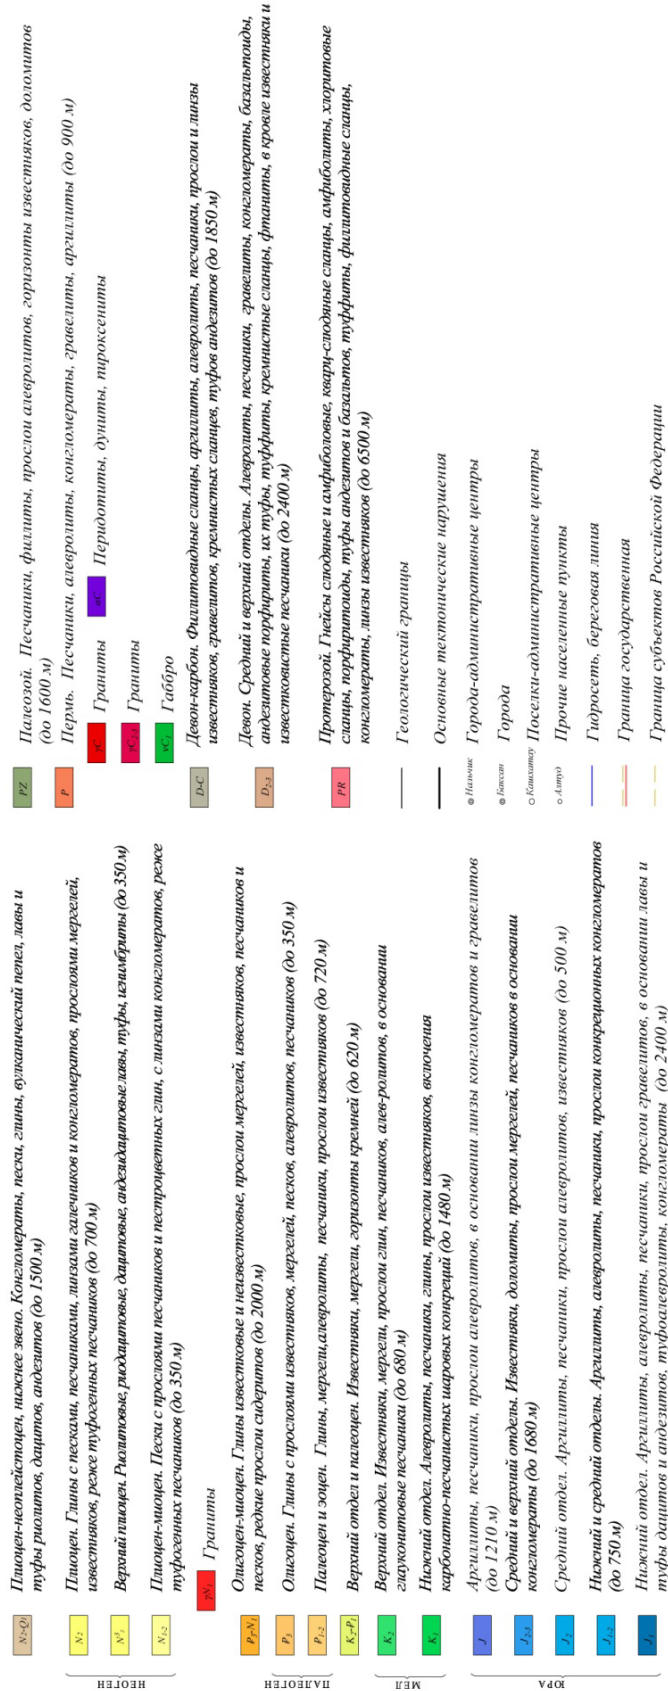 НЕОГЕН
N₂-Q₁ Плиоцен-неоплейстоцен, нижнее звено. Конгломераты, пески, глины, вулканический пепел, лавы и
туфы риолитов, дацитов, андезитов (до 1500 м)
N₂ Плиоцен. Глины с песками, песчаниками, линзами галечников и конгломератов, прослоями мергелей,
известняков, реже туфогенных песчаников (до 700 м)
Верхний плиоцен. Риолитовые, риодацитовые, дацитовые, андезидацитовые лавы, туфы, игнимбриты (до 350 м)
N₁₋₂ Плиоцен-миоцен. Пески с прослоями песчаников и пестроцветных глин, с линзами конгломератов, реже
туфогенных песчаников (до 350 м)
γN₁ Граниты
ПАЛЕОГЕН
P₃-N₁ Олигоцен-миоцен. Глины известковые и неизвестковые, прослои мергелей, известняков, песчаников и
песков, редкие прослои сидеритов (до 2000 м)
P₃ Олигоцен. Глины с прослоями известняков, мергелей, песков, алевролитов, песчаников (до 350 м)
P₁₋₂ Палеоцен и эоцен. Глины, мергели,алевролиты, песчаники, прослои известняков (до 720 м)
K₂-P₁ Верхний отдел и палеоцен. Известняки, мергели, горизонты кремней (до 620 м)
МЕЛ
K₂ Верхний отдел. Известняки, мергели, прослои глин, песчаников, алев-ролитов, в основании
глауконитовые песчаники (до 680 м)
K₁ Нижний отдел. Алевролиты, песчаники, глины, прослои известняков, включения
карбонатно-песчанистых шаровых конкреций (до 1480 м)
ЮРА
J Аргиллиты, песчаники, прослои алевролитов, в основании линзы конгломератов и гравелитов
(до 1210 м)
J₂₋₃ Средний и верхний отделы. Известняки, доломиты, прослои мергелей, песчаников в основании
конгломераты (до 1680 м)
J₂ Средний отдел. Аргиллиты, песчаники, прослои алевролитов, известняков (до 500 м)
J₁₋₂ Нижний и средний отделы. Аргиллиты, алевролиты, песчаники, прослои конкреционных конгломератов
(до 750 м)
J₁ Нижний отдел. Аргиллиты, алевролиты, песчаники, прослои гравелитов, в основании лавы и
туфы дацитов и андезитов, туфоалевролиты, конгломераты (до 2400 м)
PZ Палеозой. Песчаники, филлиты, прослои алевролитов, горизонты известняков, доломитов
(до 1600 м)
P Пермь. Песчаники, алевролиты, конгломераты, гравелиты, аргиллиты (до 900 м)
γC Граниты Перидотиты, дуниты, пироксениты
γC₂₋₃ Граниты
νC₁ Габбро
D-C Девон-карбон. Филлитовидные сланцы, аргиллиты, алевролиты, песчаники, прослои и линзы
известняков, гравелитов, кремнистых сланцев, туфов андезитов (до 1850 м)
D₂₋₃ Девон. Средний и верхний отделы. Алевролиты, песчаники, гравелиты, конгломераты, базальтоиды,
андезитовые порфириты, их туфы, туффиты, кремнистые сланцы, фтаниты, в кровле известняки и
известковистые песчаники (до 2400 м)
PR Протерозой. Гнейсы слюдяные и амфиболовые, кварц-слюдяные сланцы, амфиболиты, хлоритовые
сланцы, порфиритоиды, туфы андезитов и базальтов, туффиты, филлитовидные сланцы,
конгломераты, линзы известняков (до 6500 м)
Геологический границы
Основные тектонические нарушения
Нальчик Города-административные центры
Баксан Города
Кашхатау Поселки-административные центры
Алтуд Прочие населенные пункты
Гидросеть, береговая линия
Граница государственная
Граница субъектов Российской Федерации